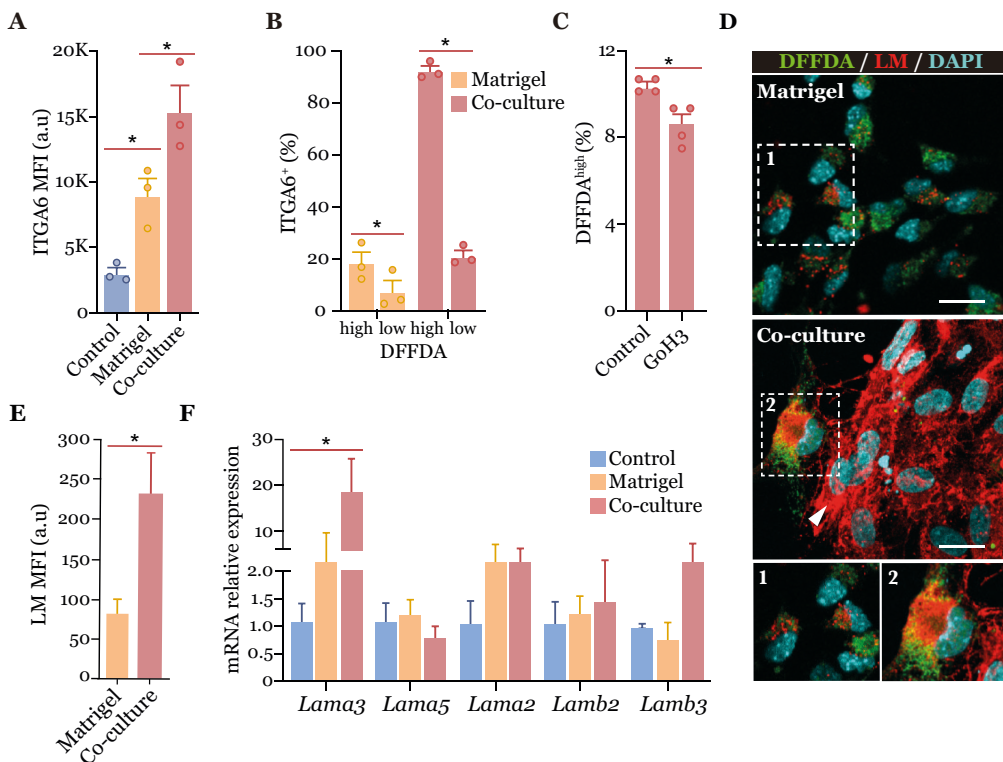 A
ITGA6 MFI (a.u)
20K
15K
10K
5K
0
*
*
Control
Matrigel
Co-culture
B
ITGA6⁺ (%)
100
80
60
40
20
0
*
*
Matrigel
Co-culture
high low high low
DFFDA
C
DFFDAʰⁱᵍʰ (%)
12
8
4
0
*
Control
GoH3
D
DFFDA / LM / DAPI
Matrigel
1
Co-culture
2
1
2
E
LM MFI (a.u)
300
250
200
150
100
50
0
*
Matrigel
Co-culture
F
mRNA relative expression
30
20
10
2.0
1.5
1.0
0.5
0
*
Control
Matrigel
Co-culture
Lama3 Lama5 Lama2 Lamb2 Lamb3